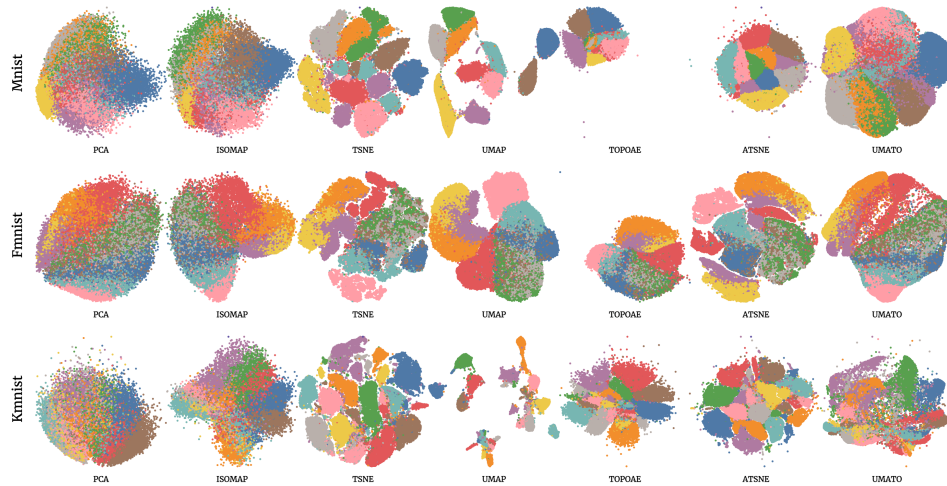 Mnist
PCA ISOMAP TSNE UMAP TOPOAE ATSNE UMATO
Fmnist
PCA ISOMAP TSNE UMAP TOPOAE ATSNE UMATO
Kmnist
PCA ISOMAP TSNE UMAP TOPOAE ATSNE UMATO